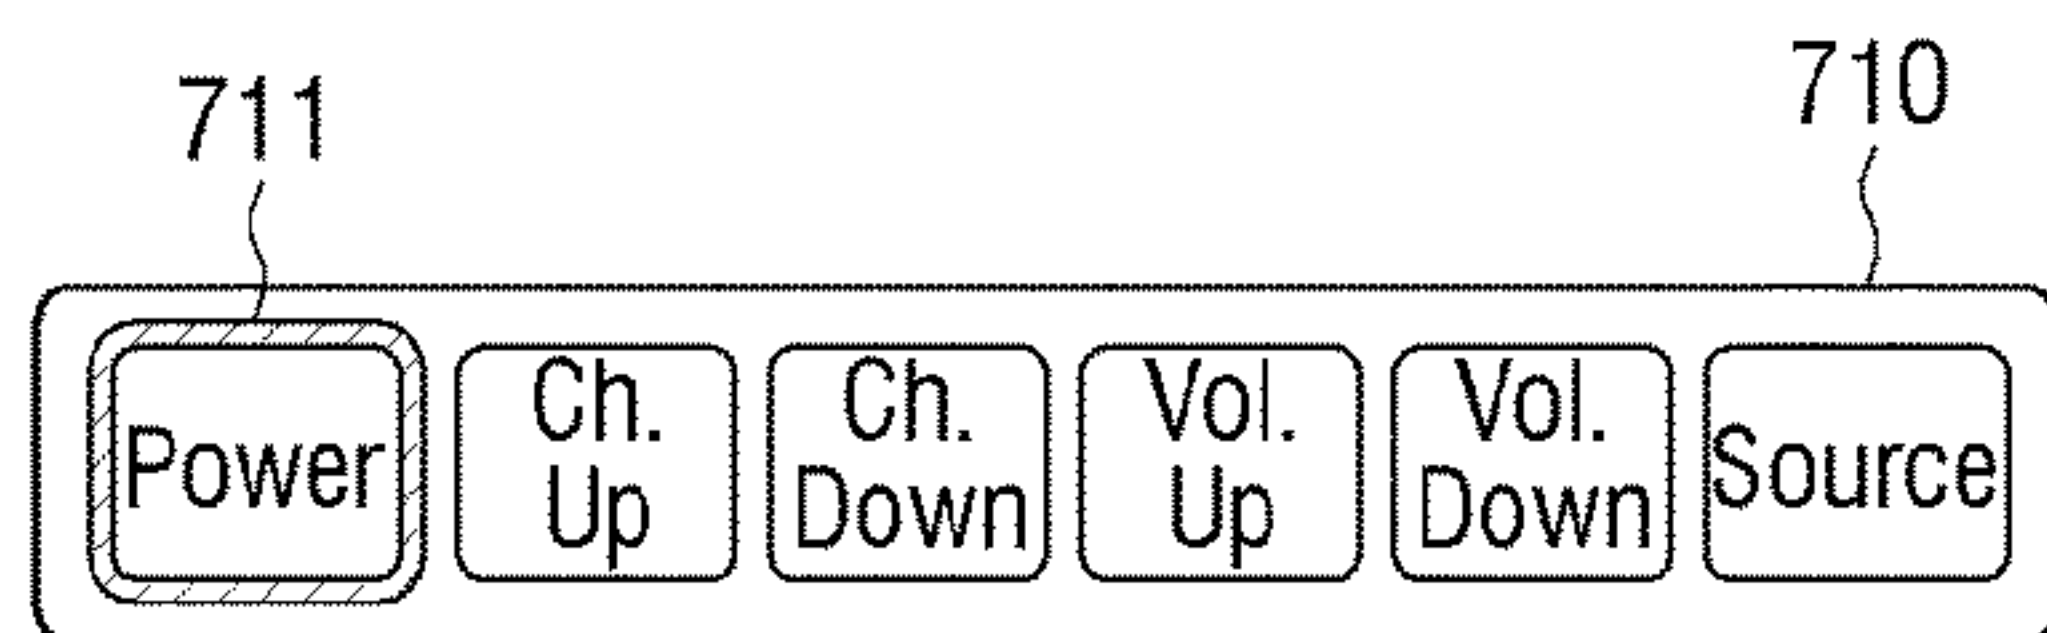 711
710
Power
Ch.
Up
Ch.
Down
Vol.
Up
Vol.
Down
Source